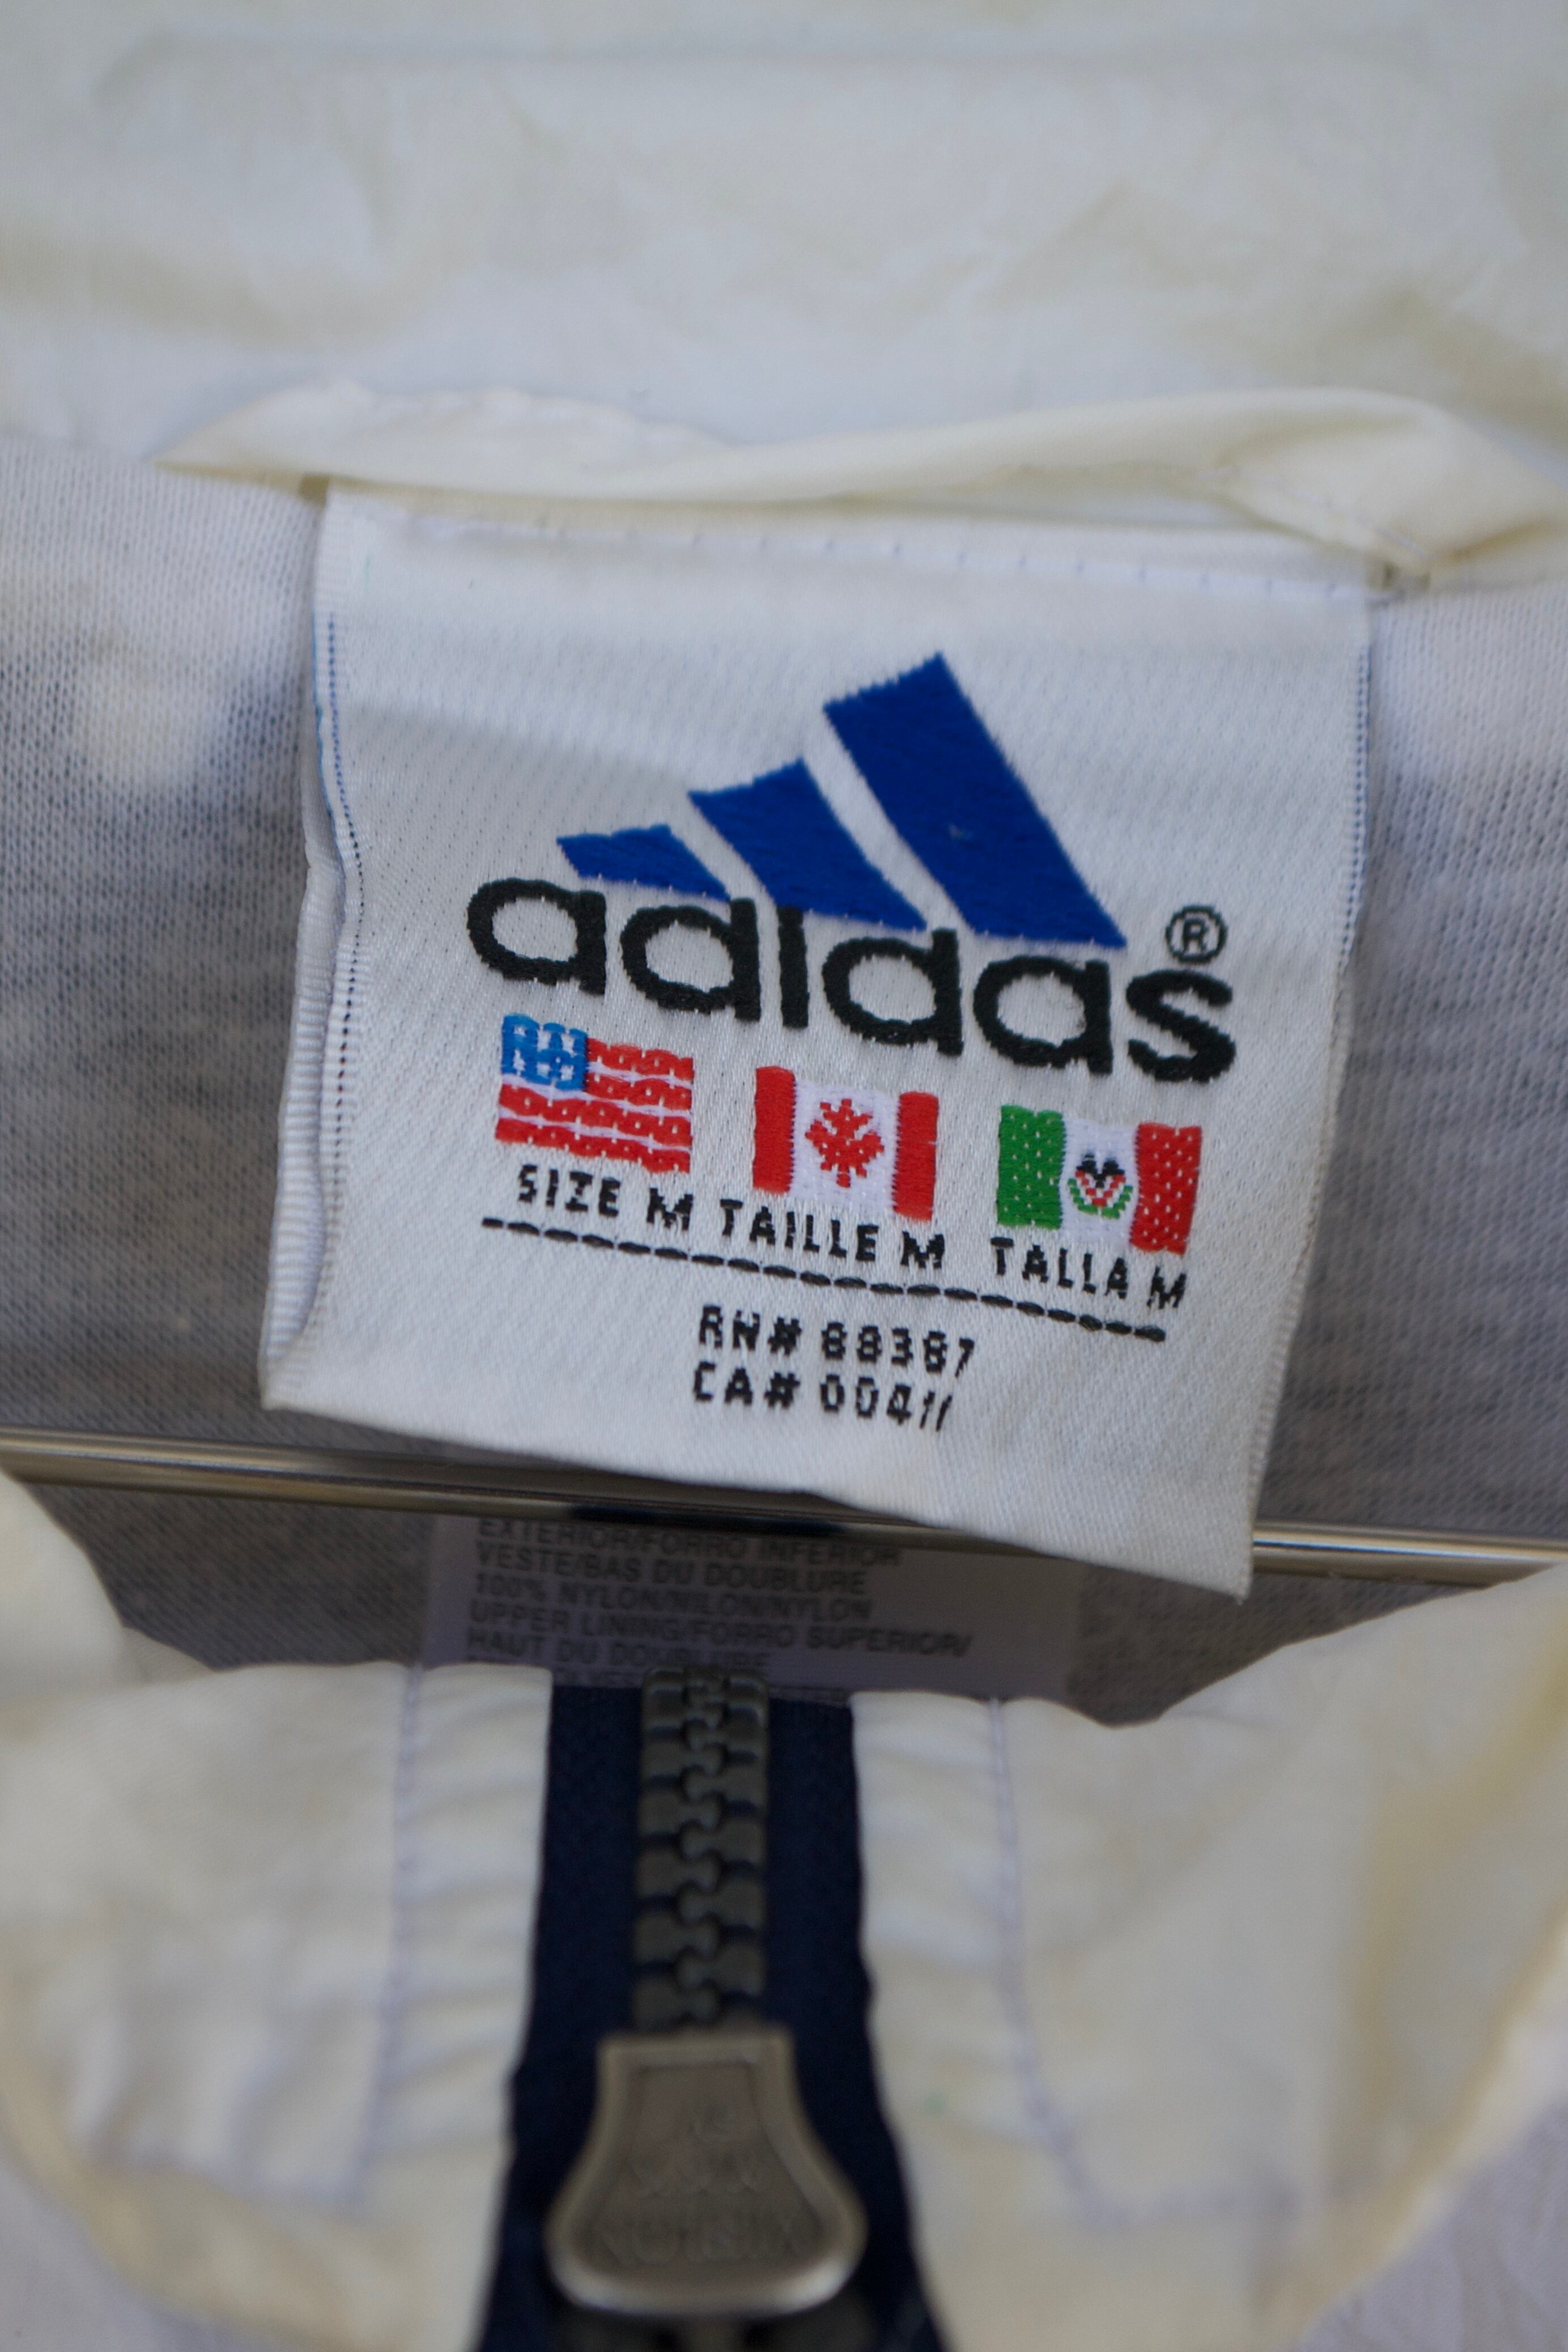 adidas®
SIZE M TAILLE M TALLA M
RN# 88387
CA# 00411
EXTERIOR/FORRO INFERIOR
VESTE/BAS DU DOUBLURE
100% NYLON/NILON/NYLON
UPPER LINING/FORRO SUPERIOR/
HAUT DU DOUBLURE